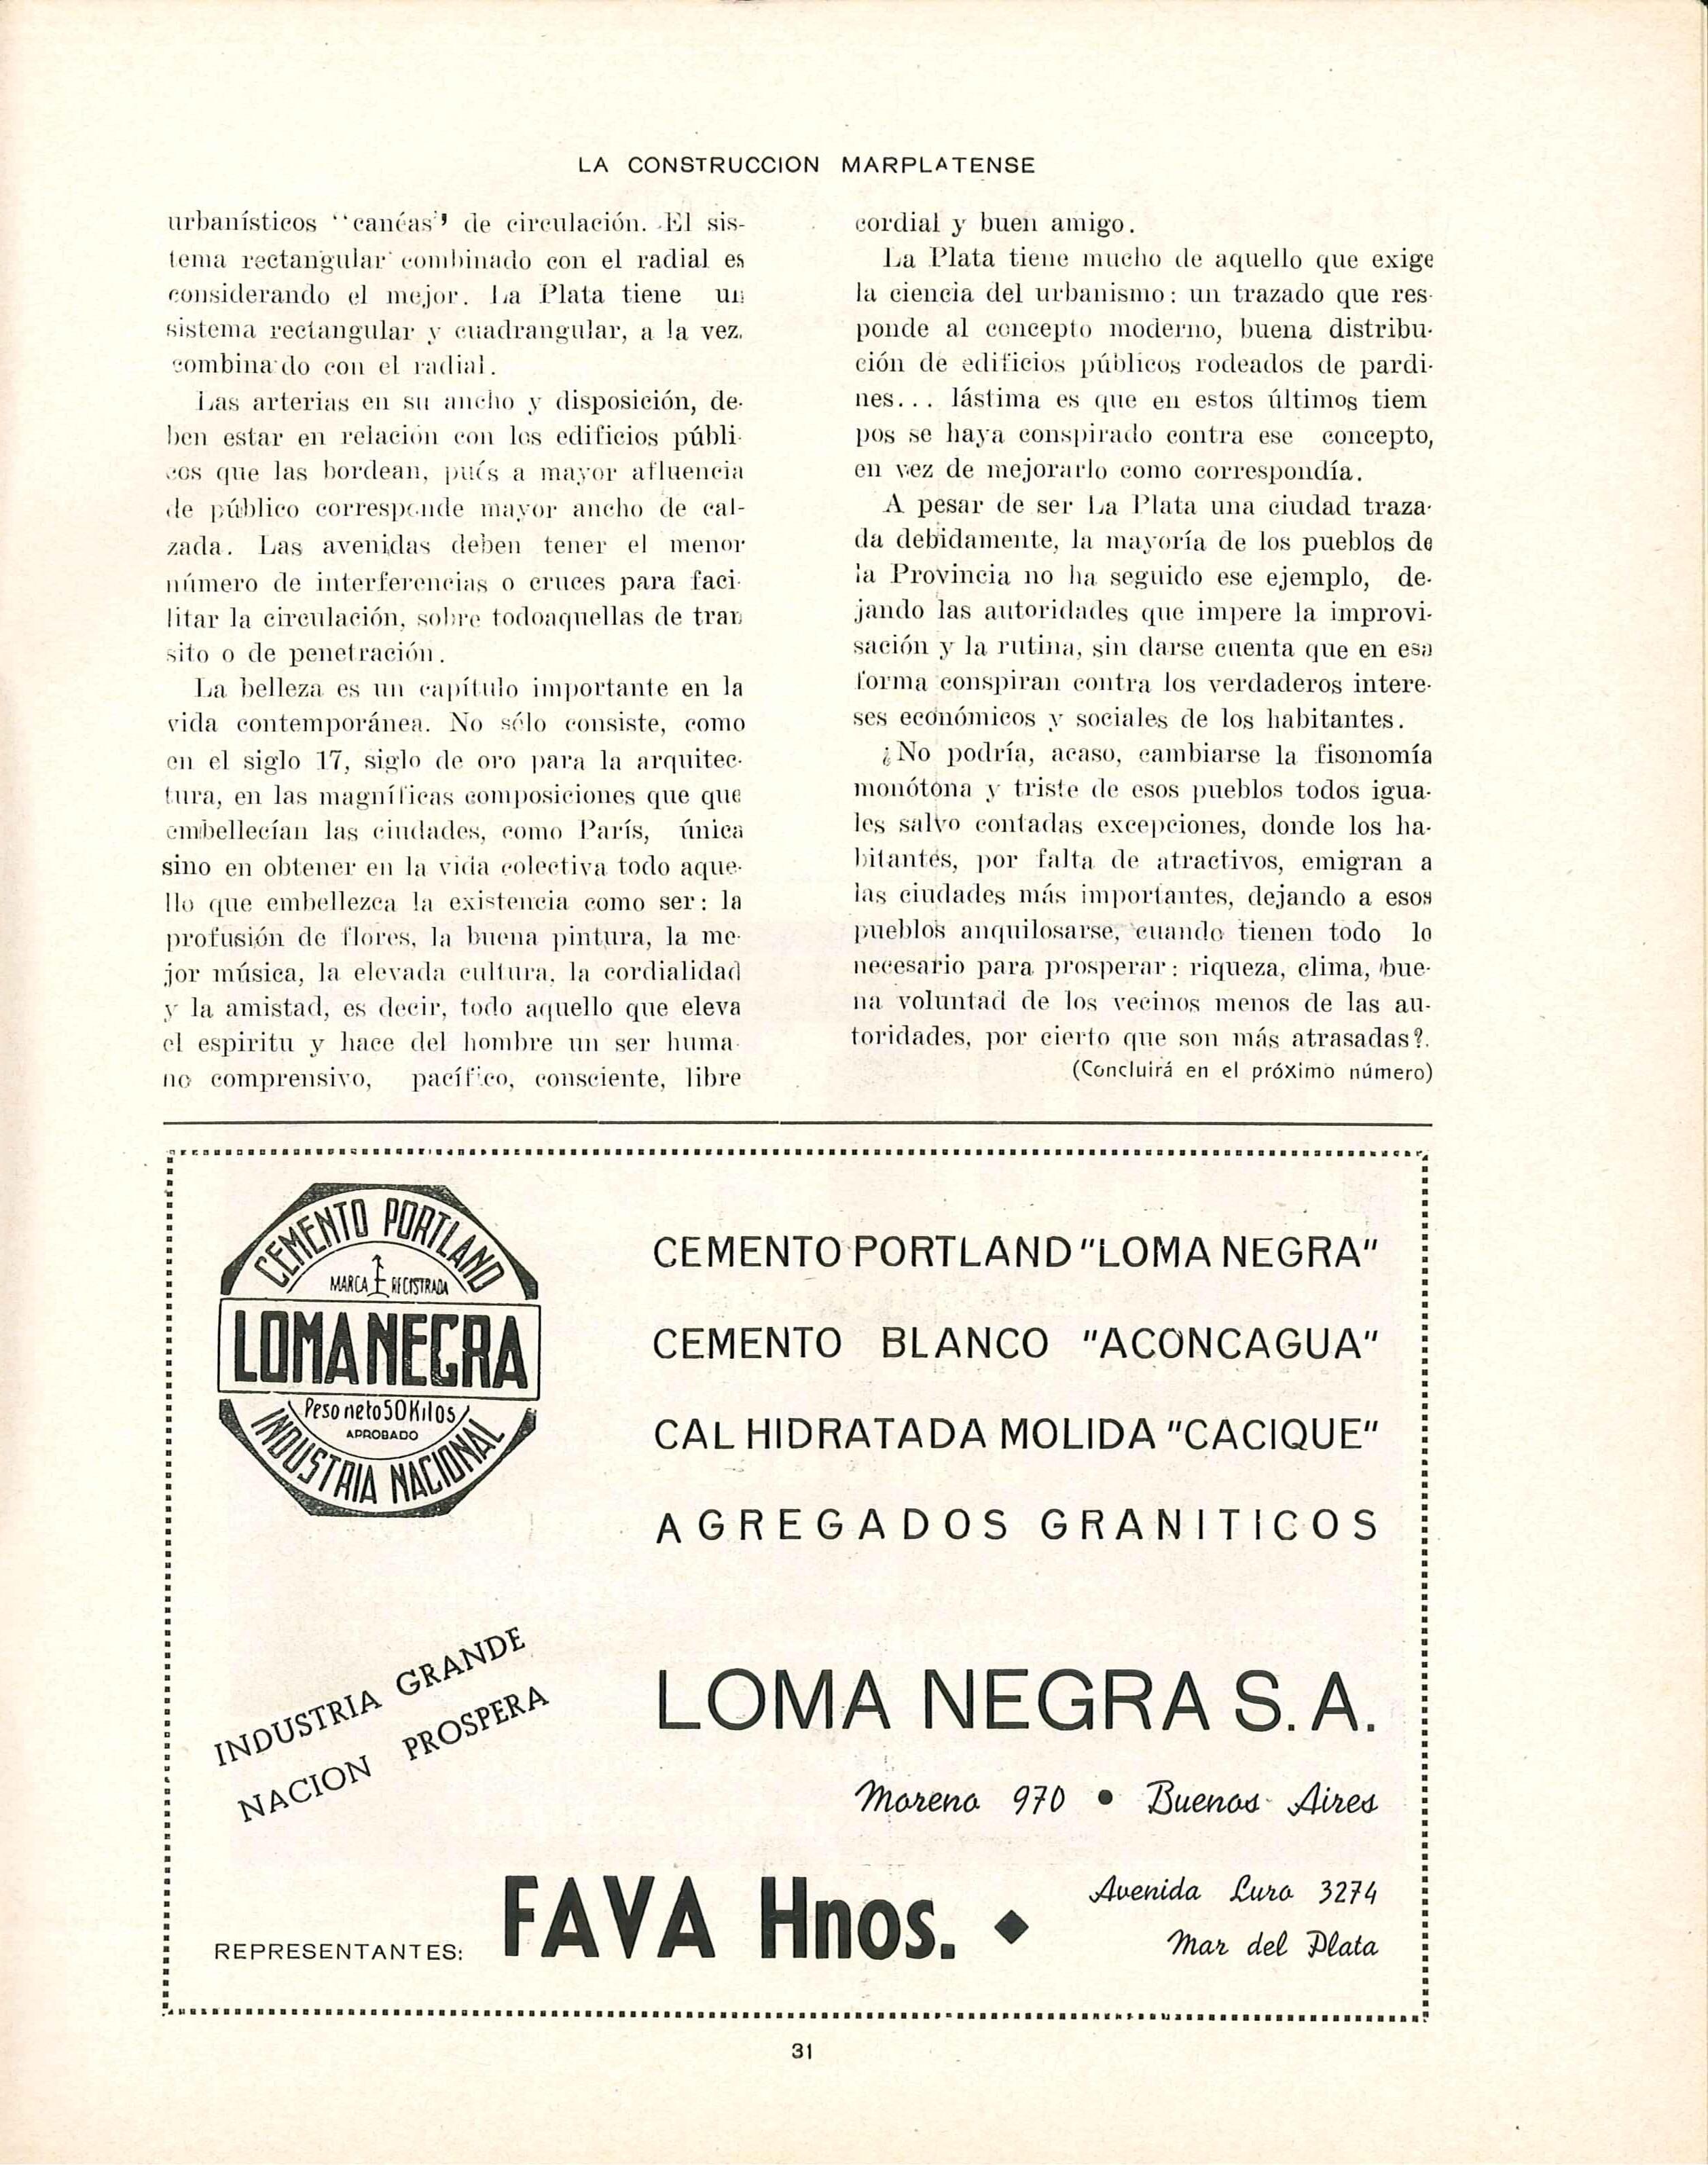 LA CONSTRUCCION MARPLATENSE
urbanísticos "canéas" de circulación. El sis-
tema rectangular combinado con el radial es
considerando el mejor. La Plata tiene un
sistema rectangular y cuadrangular, a la vez,
combinado con el radial.
Las arterias en su ancho y disposición, de-
ben estar en relación con los edificios públi-
cos que las bordean, pués a mayor afluencia
de público corresponde mayor ancho de cal-
zada. Las avenidas deben tener el menor
número de interferencias o cruces para faci-
litar la circulación, sobre todoaquellas de tran
sito o de penetración.
La belleza es un capítulo importante en la
vida contemporánea. No sólo consiste, como
en el siglo 17, siglo de oro para la arquitec-
tura, en las magníficas composiciones que que
embellecían las ciudades, como París, única
sino en obtener en la vida colectiva todo aque-
llo que embellezca la existencia como ser: la
profusión de flores, la buena pintura, la me-
jor música, la elevada cultura, la cordialidad
y la amistad, es decir, todo aquello que eleva
el espiritu y hace del hombre un ser huma-
no comprensivo, pacífico, consciente, libre
cordial y buen amigo.
La Plata tiene mucho de aquello que exige
la ciencia del urbanismo: un trazado que res-
ponde al concepto moderno, buena distribu-
ción de edificios públicos rodeados de pardi-
nes... lástima es que en estos últimos tiem
pos se haya conspirado contra ese concepto,
en vez de mejorarlo como correspondía.
A pesar de ser La Plata una ciudad traza-
da debidamente, la mayoría de los pueblos de
la Provincia no ha seguido ese ejemplo, de-
jando las autoridades que impere la improvi-
sación y la rutina, sin darse cuenta que en esa
forma conspiran contra los verdaderos intere-
ses económicos y sociales de los habitantes.
¿No podría, acaso, cambiarse la fisonomía
monótona y triste de esos pueblos todos igua-
les salvo contadas excepciones, donde los ha-
bitantes, por falta de atractivos, emigran a
las ciudades más importantes, dejando a esos
pueblos anquilosarse, cuando tienen todo lo
necesario para prosperar: riqueza, clima, bue-
na voluntad de los vecinos menos de las au-
toridades, por cierto que son más atrasadas?.
(Concluirá en el próximo número)
CEMENTO PORTLAND
MARCA REGISTRADA
LOMA NEGRA
Peso neto 50 Kilos
APROBADO
INDUSTRIA NACIONAL
CEMENTO PORTLAND "LOMA NEGRA"
CEMENTO BLANCO "ACONCAGUA"
CAL HIDRATADA MOLIDA "CACIQUE"
AGREGADOS GRANITICOS
INDUSTRIA GRANDE
NACION PROSPERA
LOMA NEGRA S.A.
Moreno 970 • Buenos Aires
REPRESENTANTES: FAVA Hnos. ◆
Avenida Luro 3274
Mar del Plata
31